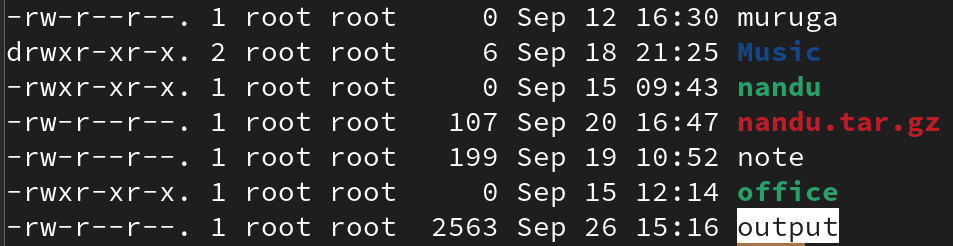 -rw-r--r--. 1 root root    0 Sep 12 16:30 muruga
drwxr-xr-x. 2 root root    6 Sep 18 21:25 Music
-rwxr-xr-x. 1 root root    0 Sep 15 09:43 nandu
-rw-r--r--. 1 root root  107 Sep 20 16:47 nandu.tar.gz
-rw-r--r--. 1 root root  199 Sep 19 10:52 note
-rwxr-xr-x. 1 root root    0 Sep 15 12:14 office
-rw-r--r--. 1 root root 2563 Sep 26 15:16 output